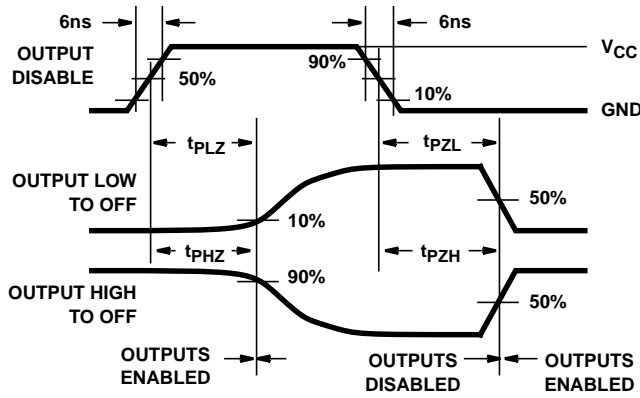 6ns
6ns
OUTPUT
DISABLE
50%
90%
10%
VCC
GND
tPLZ
tPZL
OUTPUT LOW
TO OFF
10%
50%
tPHZ
tPZH
OUTPUT HIGH
TO OFF
90%
50%
OUTPUTS
ENABLED
OUTPUTS
DISABLED
OUTPUTS
ENABLED